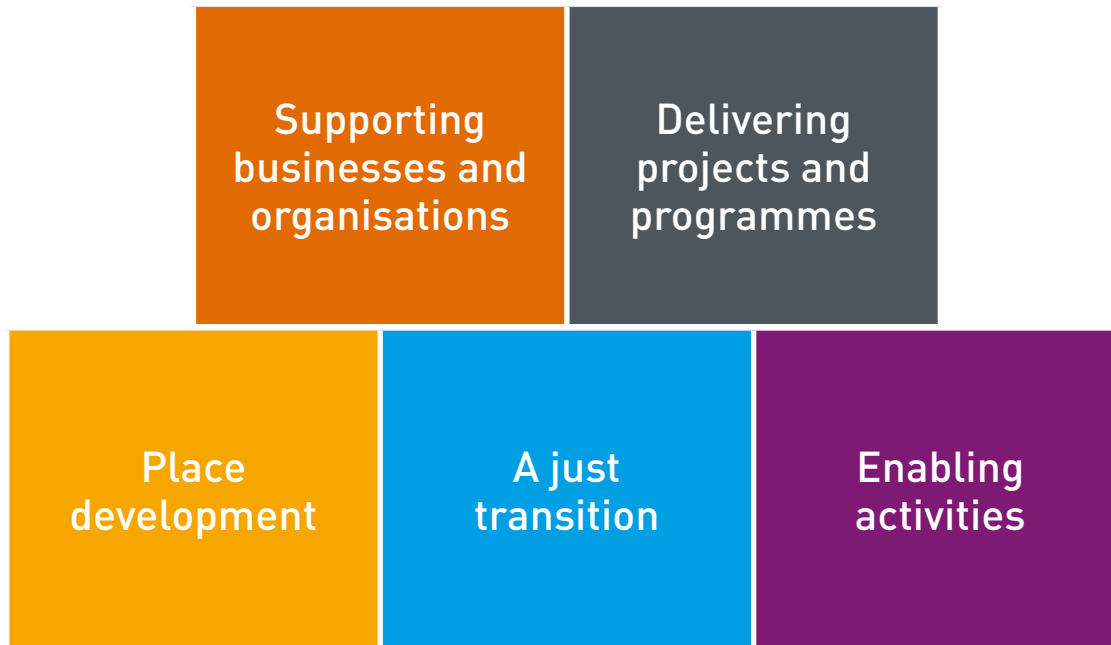 Supporting
businesses and
organisations
Delivering
projects and
programmes
Place
development
A just
transition
Enabling
activities